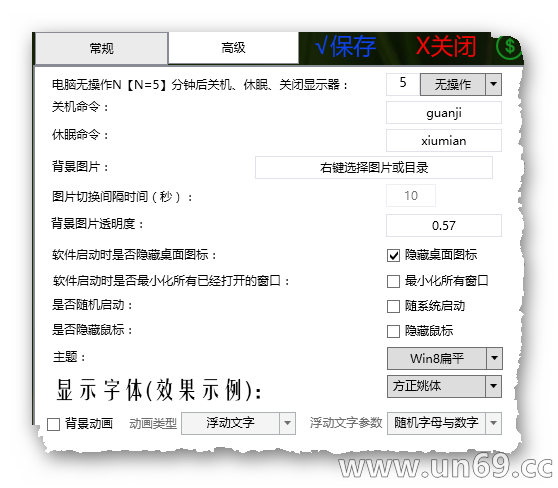 常规 高级 √保存 X关闭 $
电脑无操作N【N=5】分钟后关机、休眠、关闭显示器： 5 无操作
关机命令： guanji
休眠命令： xiumian
背景图片： 右键选择图片或目录
图片切换间隔时间（秒）： 10
背景图片透明度： 0.57
软件启动时是否隐藏桌面图标： 隐藏桌面图标
软件启动时是否最小化所有已经打开的窗口： 最小化所有窗口
是否随机启动： 随系统启动
是否隐藏鼠标： 隐藏鼠标
主题： Win8扁平
显示字体(效果示例)： 方正姚体
背景动画 动画类型 浮动文字 浮动文字参数 随机字母与数字
www.un69.cc